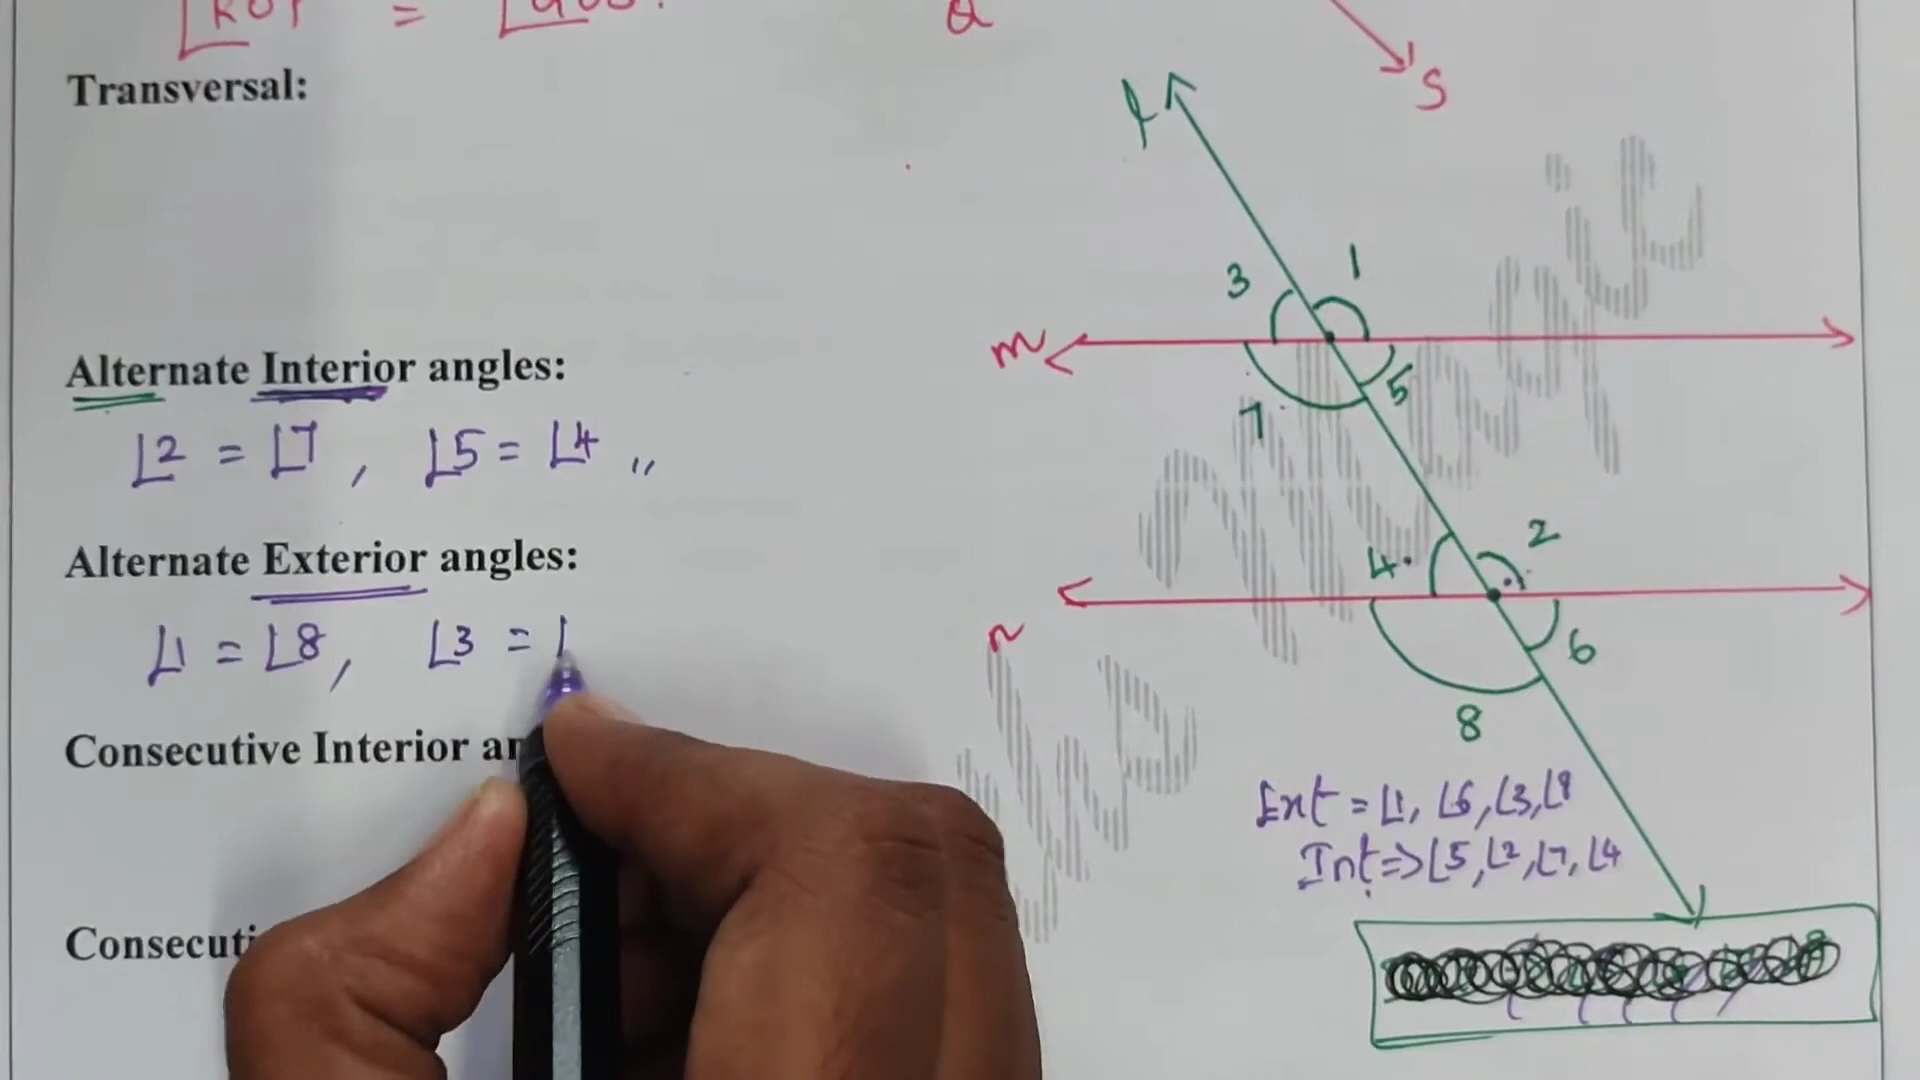 ∠ROP = ∠QOS.
Q
S
Transversal:
l
3 1
m
5
7
Alternate Interior angles:
∠2 = ∠7 , ∠5 = ∠4 ,,
2
4
Alternate Exterior angles:
n
6
∠1 = ∠8 , ∠3 = ∠
8
Consecutive Interior an
Ext = ∠1, ∠6, ∠3, ∠8
Int => ∠5, ∠2, ∠7, ∠4
Consecuti